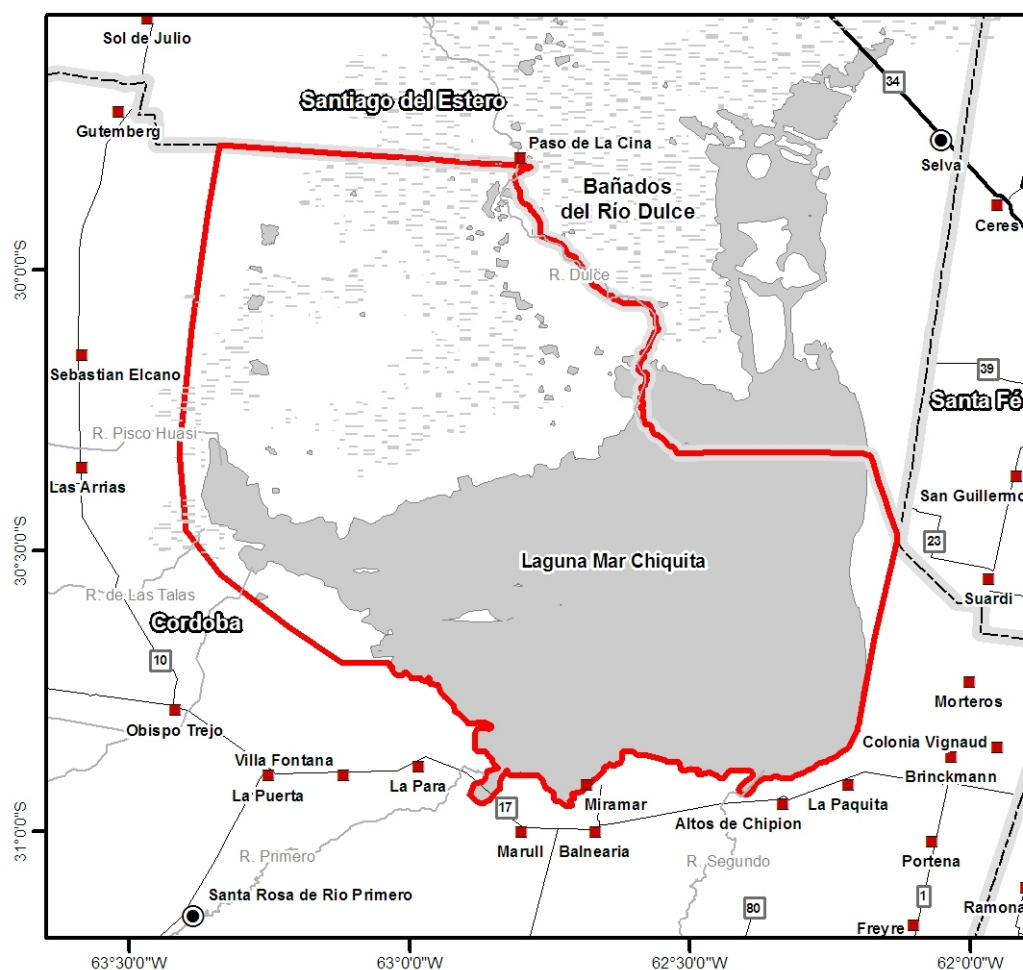 Sol de Julio
34
Santiago del Estero
Gutemberg
Paso de La Cina
Selva
Bañados
del Río Dulce
Ceres
30°0'0"S
R. Dulce
39
Sebastian Elcano
Santa Fé
R. Pisco Huasi
Las Arrias
San Guillermo
30°30'0"S
23
Laguna Mar Chiquita
R. de Las Talas
Suardi
Cordoba
10
Morteros
Obispo Trejo
Colonia Vignaud
Villa Fontana
Brinckmann
La Para
La Puerta
Miramar
La Paquita
17
Altos de Chipion
31°0'0"S
Marull
Balnearia
R. Primero
R. Segundo
Portena
Santa Rosa de Rio Primero
1
80
Ramona
Freyre
63°30'0"W
63°0'0"W
62°30'0"W
62°0'0"W